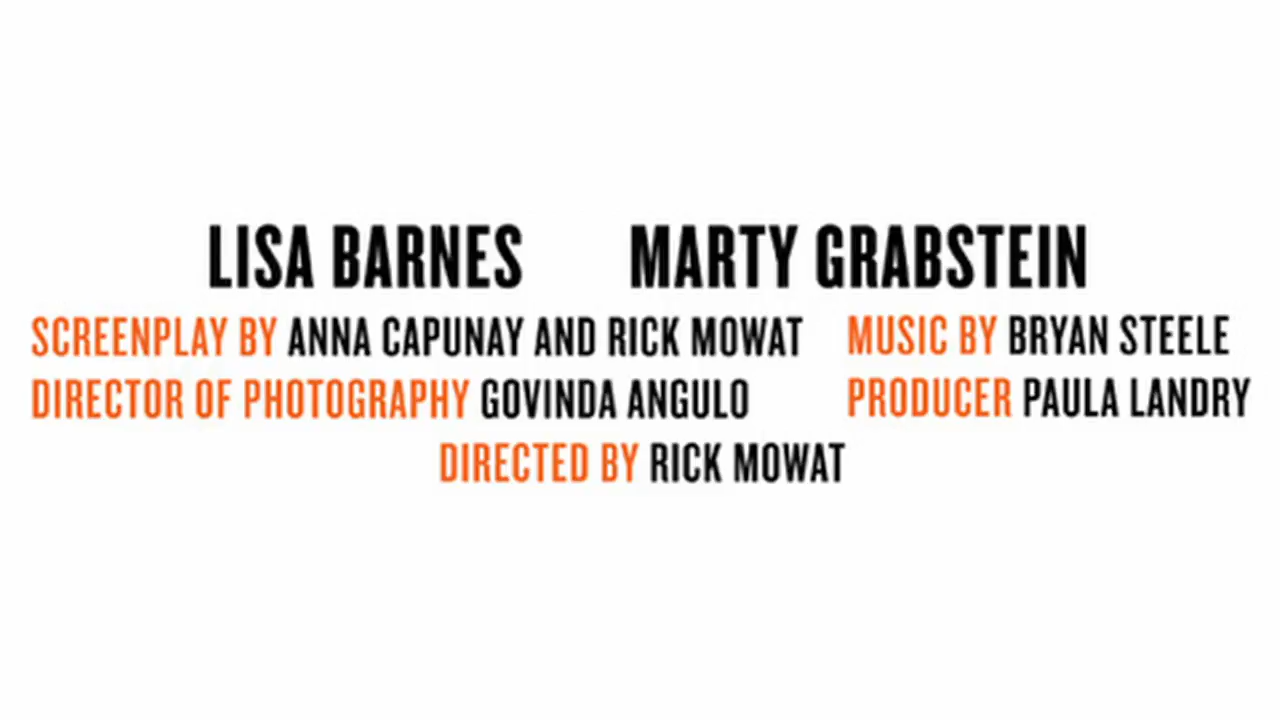 LISA BARNES MARTY GRABSTEIN
SCREENPLAY BY ANNA CAPUNAY AND RICK MOWAT MUSIC BY BRYAN STEELE
DIRECTOR OF PHOTOGRAPHY GOVINDA ANGULO PRODUCER PAULA LANDRY
DIRECTED BY RICK MOWAT